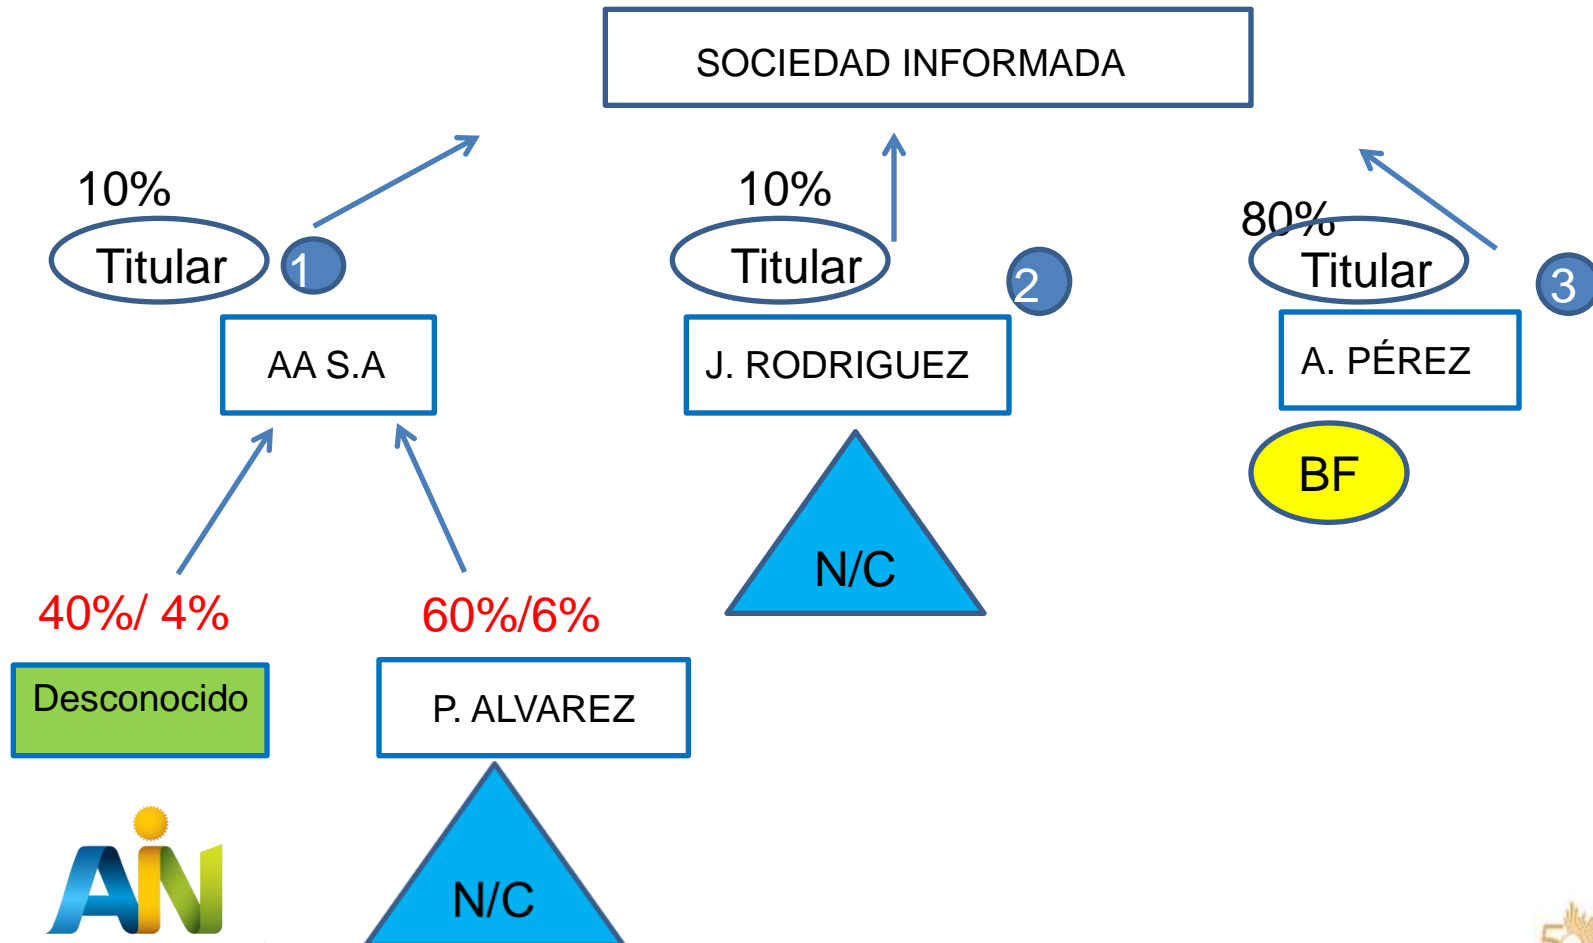 SOCIEDAD INFORMADA
10%
10%
80%
Titular
1
Titular
2
Titular
3
AA S.A
J. RODRIGUEZ
A. PÉREZ
BF
N/C
40%/ 4%
60%/6%
Desconocido
P. ALVAREZ
N/C
AIN
5